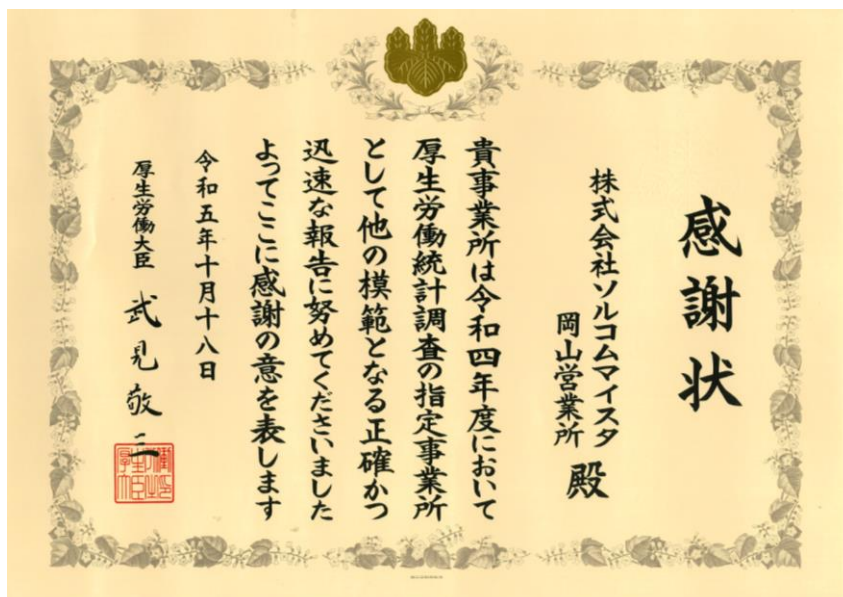 感謝状
株式会社ソルコムマイスタ
岡山営業所 殿
貴事業所は令和四年度において
厚生労働統計調査の指定事業所
として他の模範となる正確かつ
迅速な報告に努めてくださいました
よってここに感謝の意を表します
令和五年十月十八日
厚生労働大臣 武見敬三